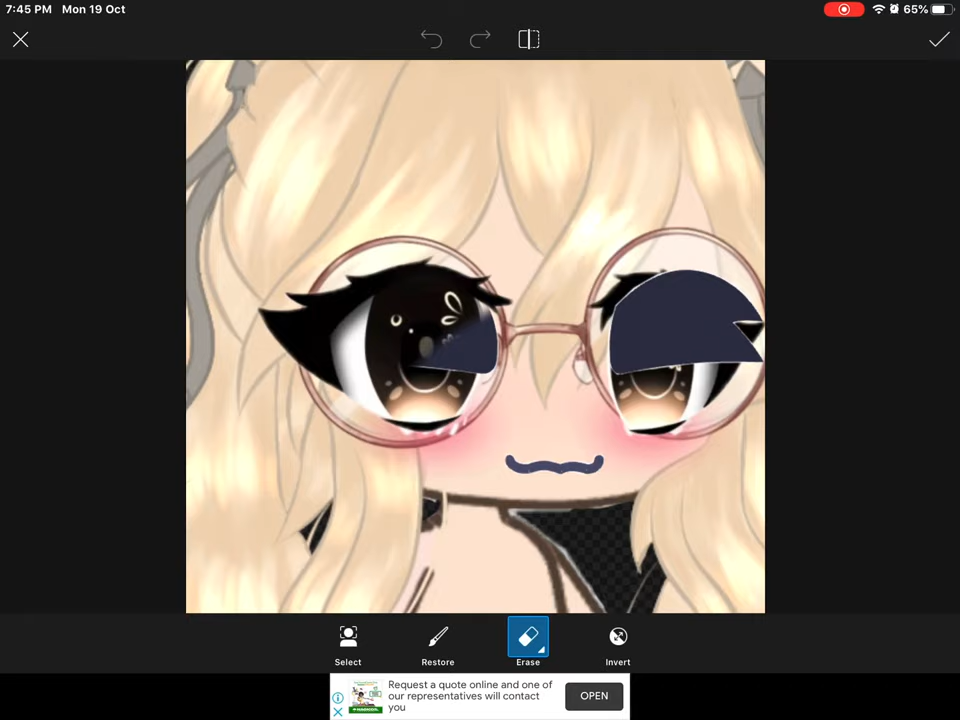 7:45 PM Mon 19 Oct
65%
Select
Restore
Erase
Invert
Request a quote online and one of
our representatives will contact
you
OPEN